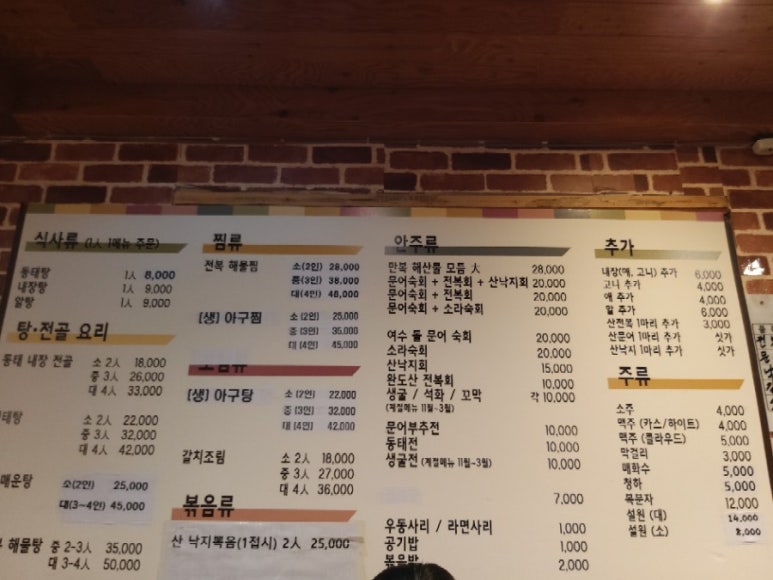 식사류 (1人 1메뉴 주문)
동태탕 1人 8,000
내장탕 1人 9,000
알탕 1人 9,000
탕·전골 요리
동태 내장 전골 소 2人 18,000
중 3人 26,000
대 4人 33,000
태탕 소 2人 22,000
중 3人 32,000
대 4人 42,000
매운탕 소(2인) 25,000
대(3~4인) 45,000
해물탕 중 2-3人 35,000
대 3-4人 50,000
찜류
전복 해물찜 소(2인) 28,000
중(3인) 38,000
대(4인) 48,000
[생] 아구찜 소 (2인) 25,000
중 (3인) 35,000
대 (4인) 45,000
[생] 아구탕 소 (2인) 22,000
중 (3인) 32,000
대 (4인) 42,000
갈치조림 소 2人 18,000
중 3人 27,000
대 4人 36,000
볶음류
산 낙지볶음(1접시) 2人 25,000
안주류
만복 해산물 모듬 大 28,000
문어숙회 + 전복회 + 산낙지회 20,000
문어숙회 + 전복회 20,000
문어숙회 + 소라숙회 20,000
여수 돌 문어 숙회 20,000
소라숙회 20,000
산낙지회 15,000
완도산 전복회 10,000
생굴 / 석화 / 꼬막 각 10,000
(계절메뉴 11월~3월)
문어부추전 10,000
동태전 10,000
생굴전 (계절메뉴 11월~3월) 10,000
7,000
우동사리 / 라면사리 1,000
공기밥 1,000
볶음밥 2,000
추가
내장(애, 고니) 추가 6,000
고니 추가 4,000
애 추가 4,000
알 추가 6,000
산전복 1마리 추가 3,000
산문어 1마리 추가 싯가
산낙지 1마리 추가 싯가
주류
소주 4,000
맥주 (카스/하이트) 4,000
맥주 (클라우드) 5,000
막걸리 3,000
매화수 5,000
청하 5,000
복분자 12,000
설원 (대) 14,000
설원 (소) 8,000